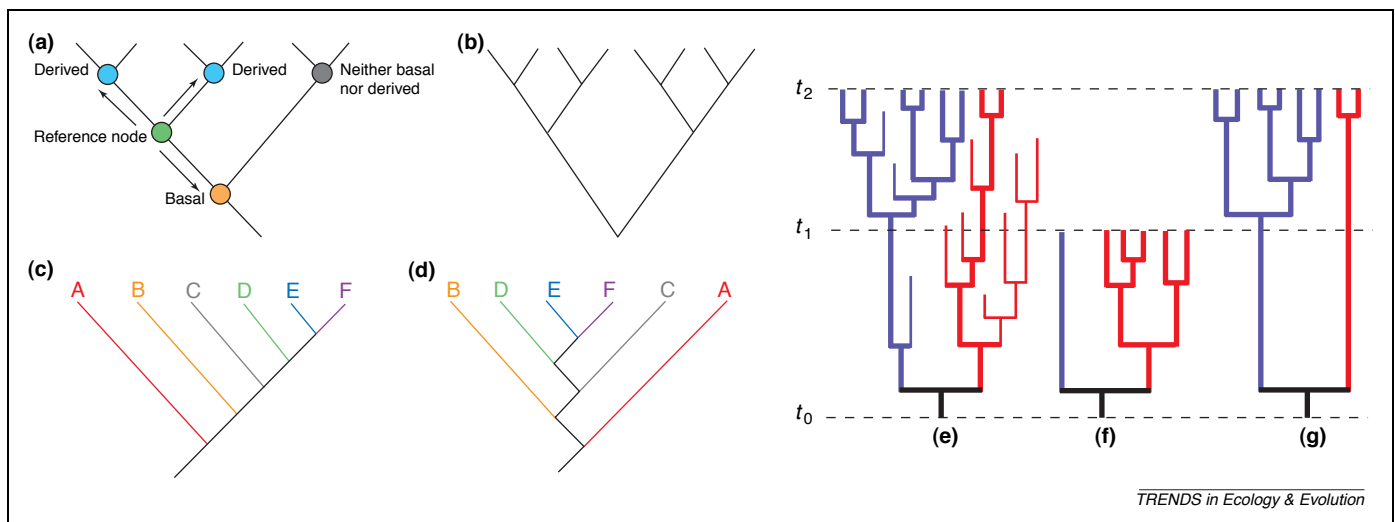 (a)
Derived
Derived
Neither basal
nor derived
Reference node
Basal
(b)
(c)
A B C D E F
(d)
B D E F C A
t2
t1
t0
(e) (f) (g)
TRENDS in Ecology & Evolution